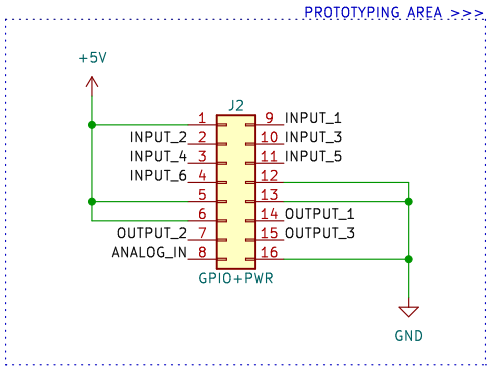 PROTOTYPING AREA >>>
+5V
J2
1 9 INPUT_1
INPUT_2 2 10 INPUT_3
INPUT_4 3 11 INPUT_5
INPUT_6 4 12
5 13
6 14 OUTPUT_1
OUTPUT_2 7 15 OUTPUT_3
ANALOG_IN 8 16
GPIO+PWR
GND